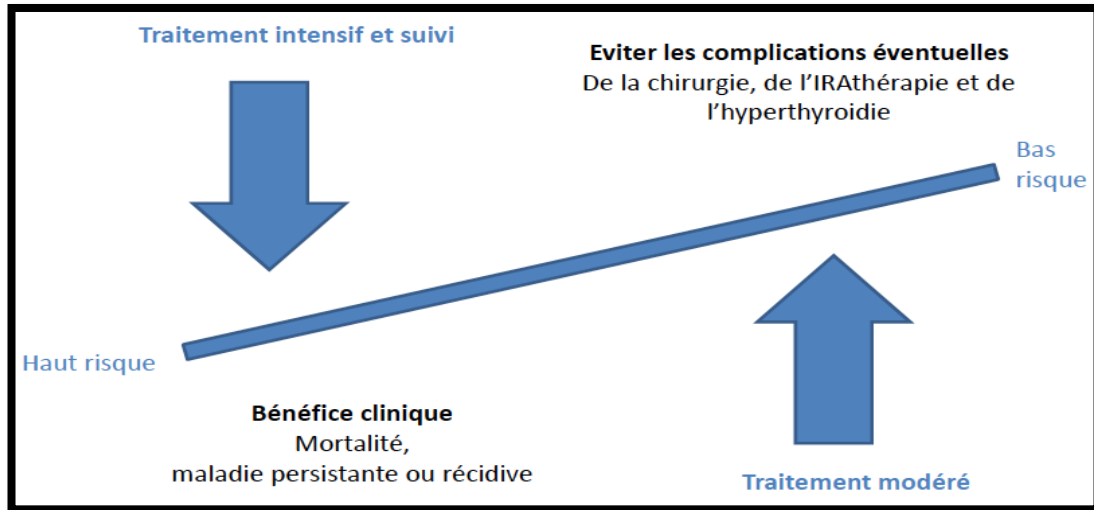 Traitement intensif et suivi
Eviter les complications éventuelles
De la chirurgie, de l'IRAthérapie et de
l'hyperthyroidie
Bas
risque
Haut risque
Bénéfice clinique
Mortalité,
maladie persistante ou récidive
Traitement modéré